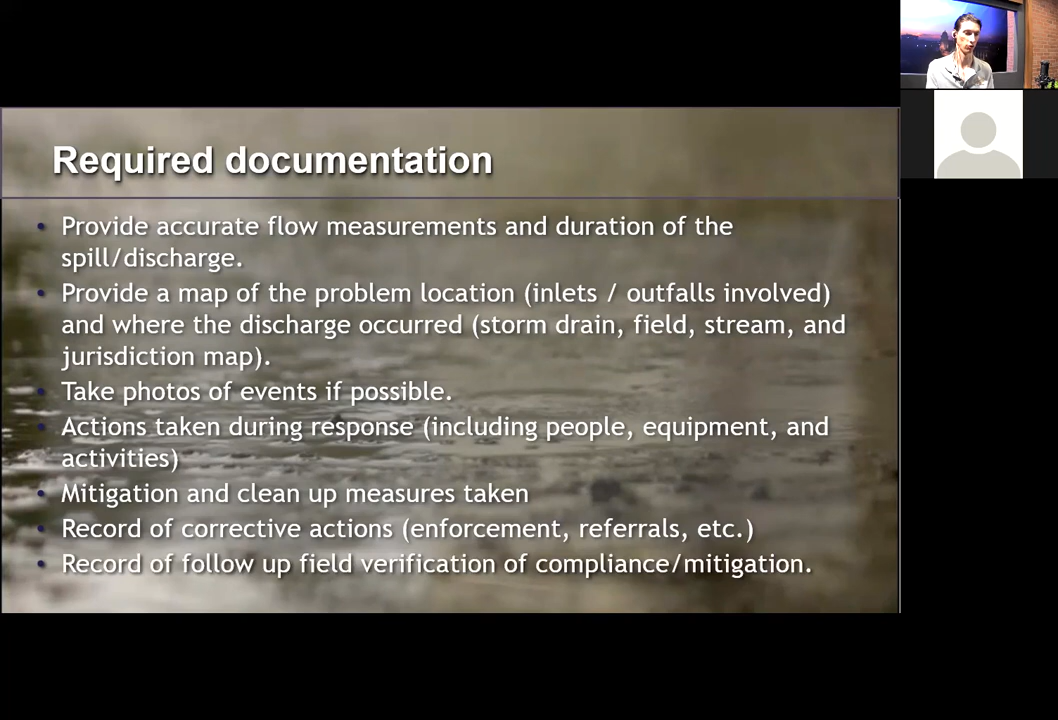 Required documentation
• Provide accurate flow measurements and duration of the
spill/discharge.
• Provide a map of the problem location (inlets / outfalls involved)
and where the discharge occurred (storm drain, field, stream, and
jurisdiction map).
• Take photos of events if possible.
• Actions taken during response (including people, equipment, and
activities)
• Mitigation and clean up measures taken
• Record of corrective actions (enforcement, referrals, etc.)
• Record of follow up field verification of compliance/mitigation.